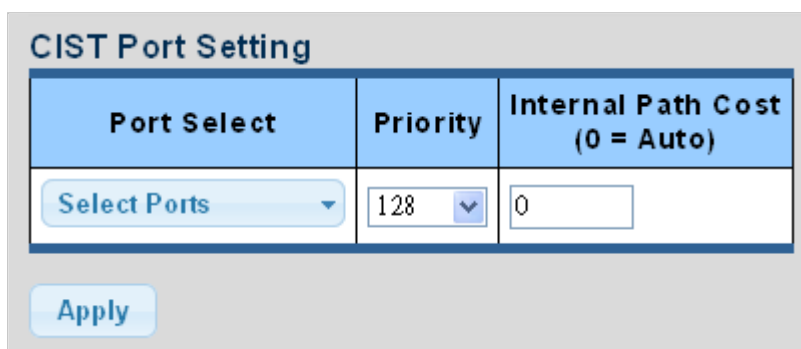 CIST Port Setting
Port Select
Priority
Internal Path Cost
(0 = Auto)
Select Ports
128
0
Apply